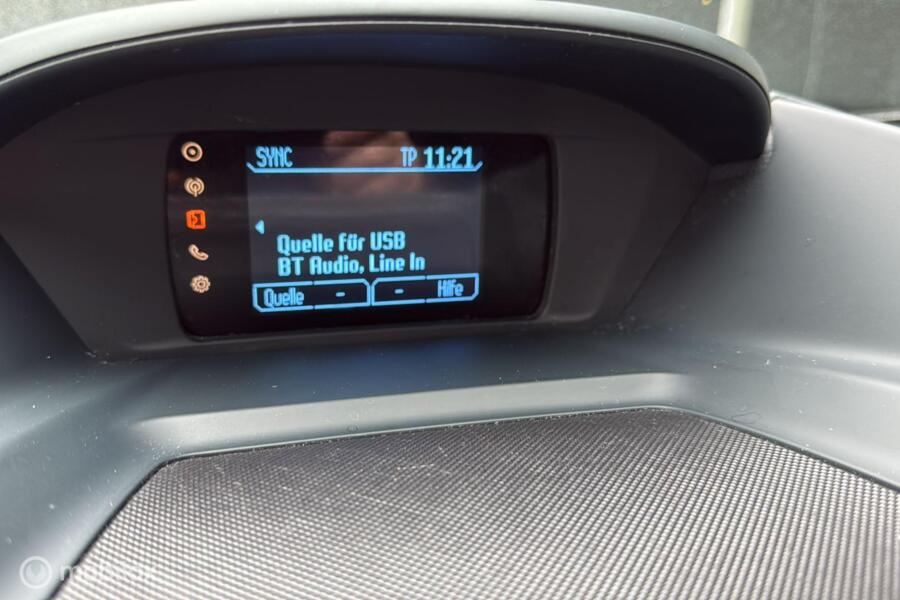 SYNC TP 11:21
Quelle für USB
BT Audio, Line In
Quelle - - Hilfe